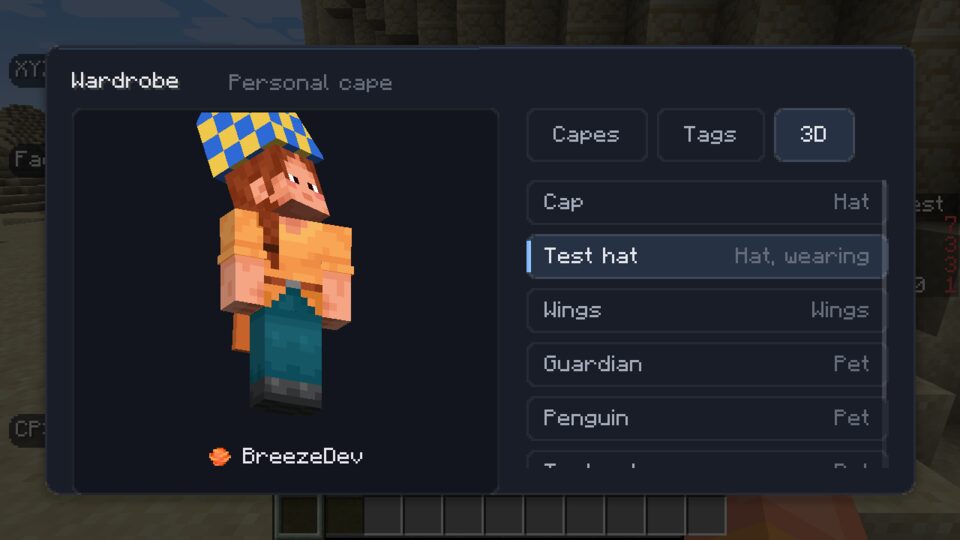 Wardrobe
Personal cape
Capes
Tags
3D
Cap
Hat
Test hat
Hat, wearing
Wings
Wings
Guardian
Pet
Penguin
Pet
BreezeDev